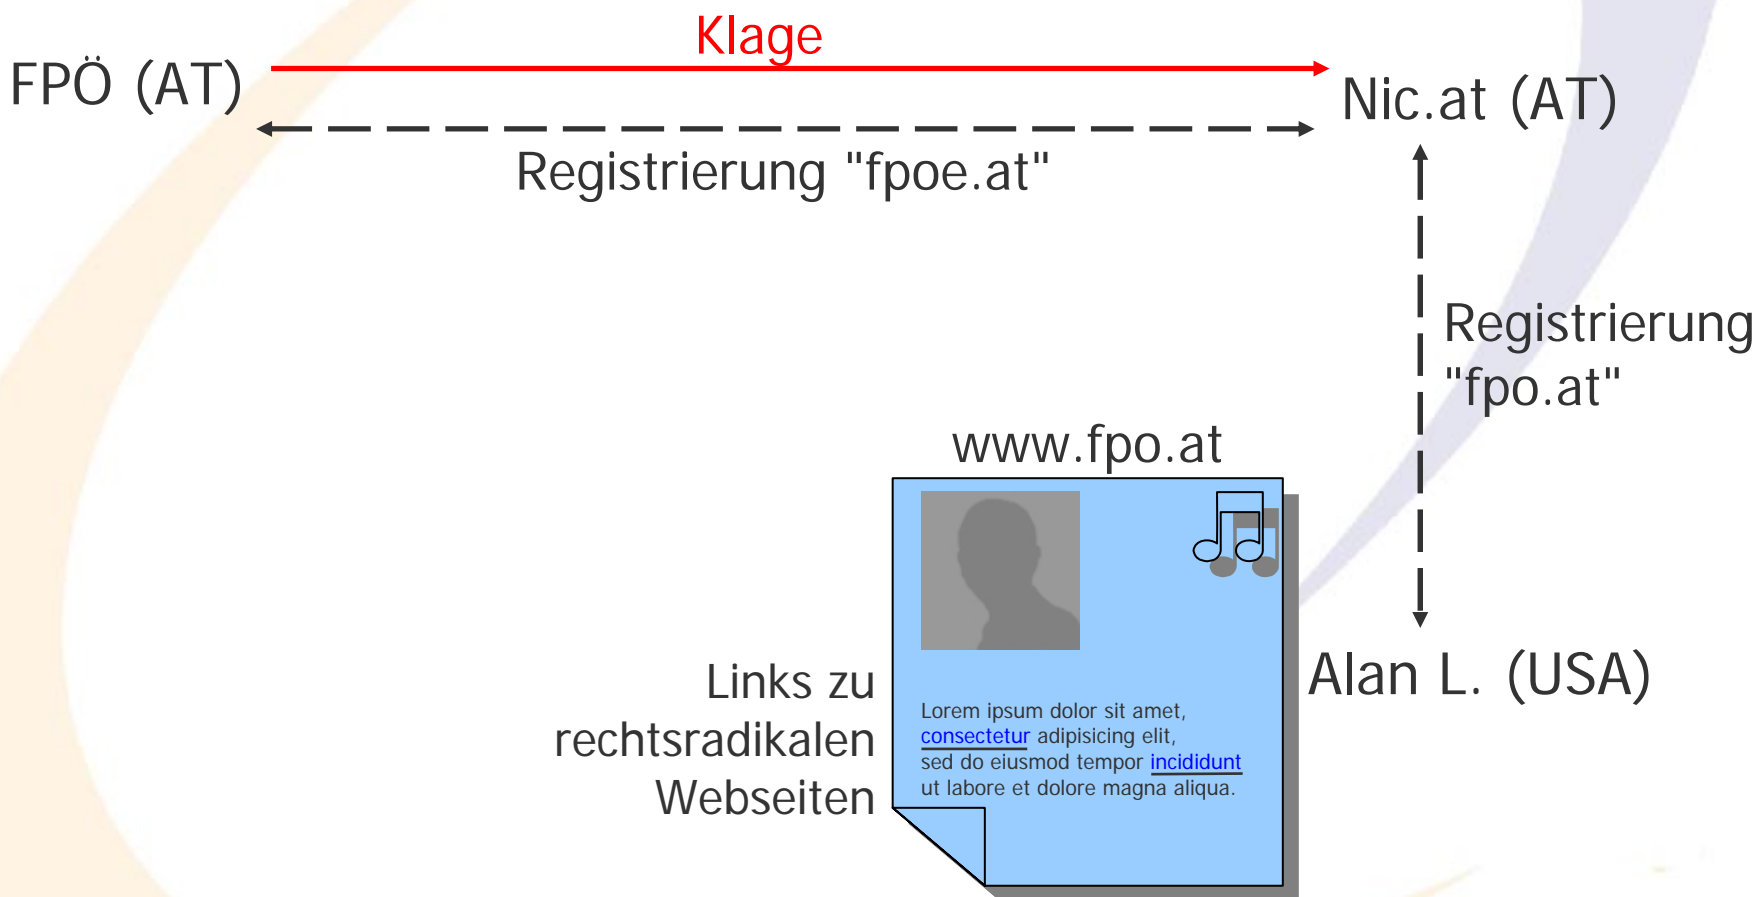 Klage
FPÖ (AT)
Nic.at (AT)
Registrierung "fpoe.at"
Registrierung
"fpo.at"
www.fpo.at
Links zu
rechtsradikalen
Webseiten
Lorem ipsum dolor sit amet,
consectetur adipisicing elit,
sed do eiusmod tempor incididunt
ut labore et dolore magna aliqua.
Alan L. (USA)